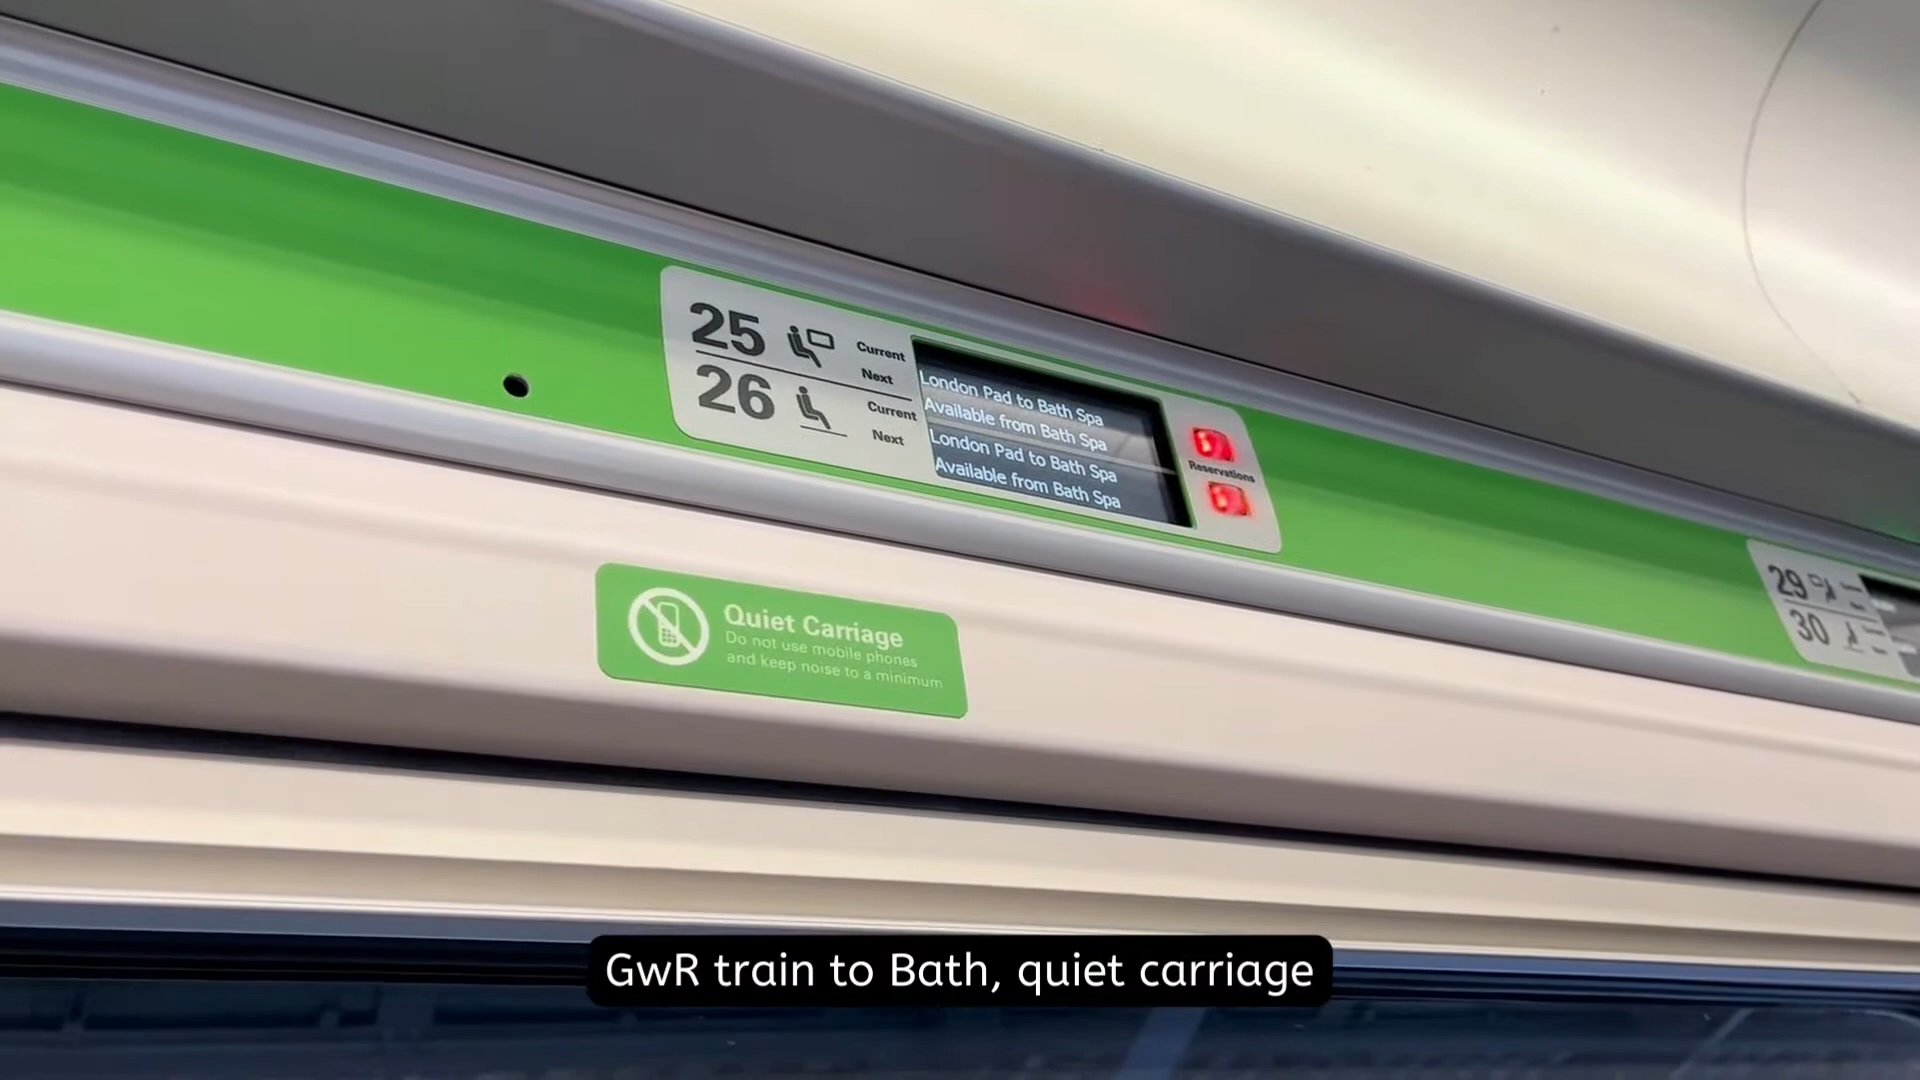 25
Current
Next
26
Current
Next
London Pad to Bath Spa
Available from Bath Spa
London Pad to Bath Spa
Available from Bath Spa
Reservations
29
30
Quiet Carriage
Do not use mobile phones
and keep noise to a minimum
GwR train to Bath, quiet carriage